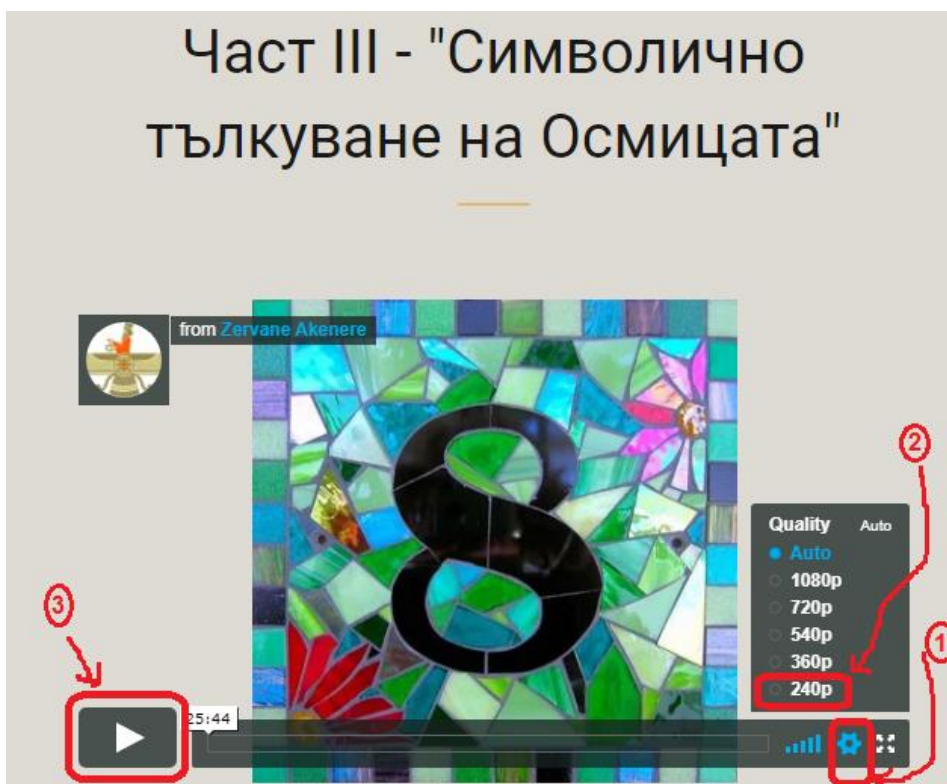 Част III - "Символично
тълкуване на Осмицата"
from Zervane Akenere
8
2
Quality Auto
Auto
1080p
720p
540p
360p
240p
3
1
25:44